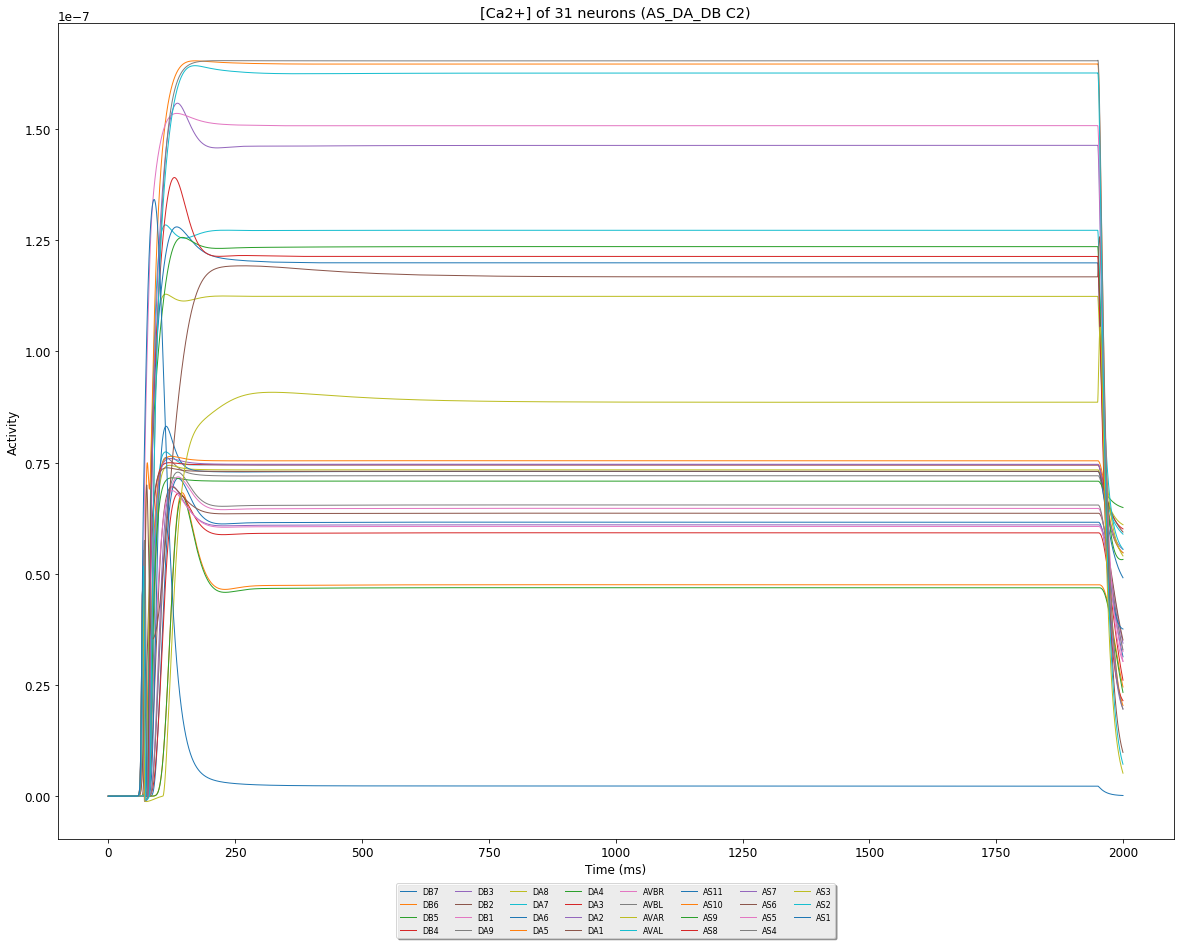 [Ca2+] of 31 neurons (AS_DA_DB C2)
1e−7
1.50
1.25
1.00
0.75
0.50
0.25
0.00
Activity
0 250 500 750 1000 1250 1500 1750 2000
Time (ms)
DB7 DB3 DA8 DA4 AVBR AS11 AS7 AS3
DB6 DB2 DA7 DA3 AVBL AS10 AS6 AS2
DB5 DB1 DA6 DA2 AVAR AS9 AS5 AS1
DB4 DA9 DA5 DA1 AVAL AS8 AS4